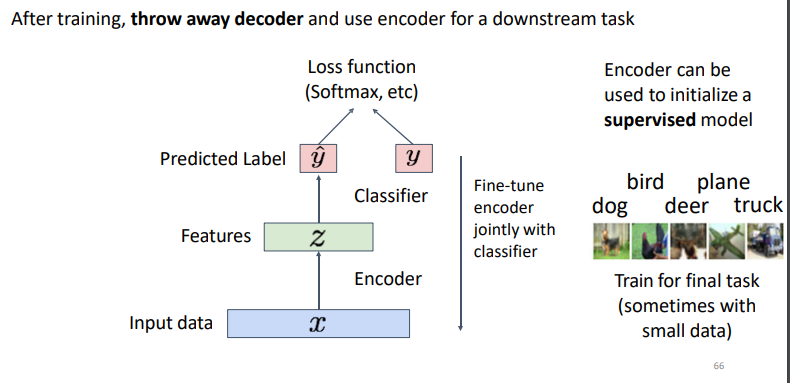 After training, throw away decoder and use encoder for a downstream task
Loss function
(Softmax, etc)
Predicted Label
ŷ
y
Classifier
Features
z
Encoder
Input data
x
Fine-tune
encoder
jointly with
classifier
Encoder can be
used to initialize a
supervised model
bird plane
dog deer truck
Train for final task
(sometimes with
small data)
66